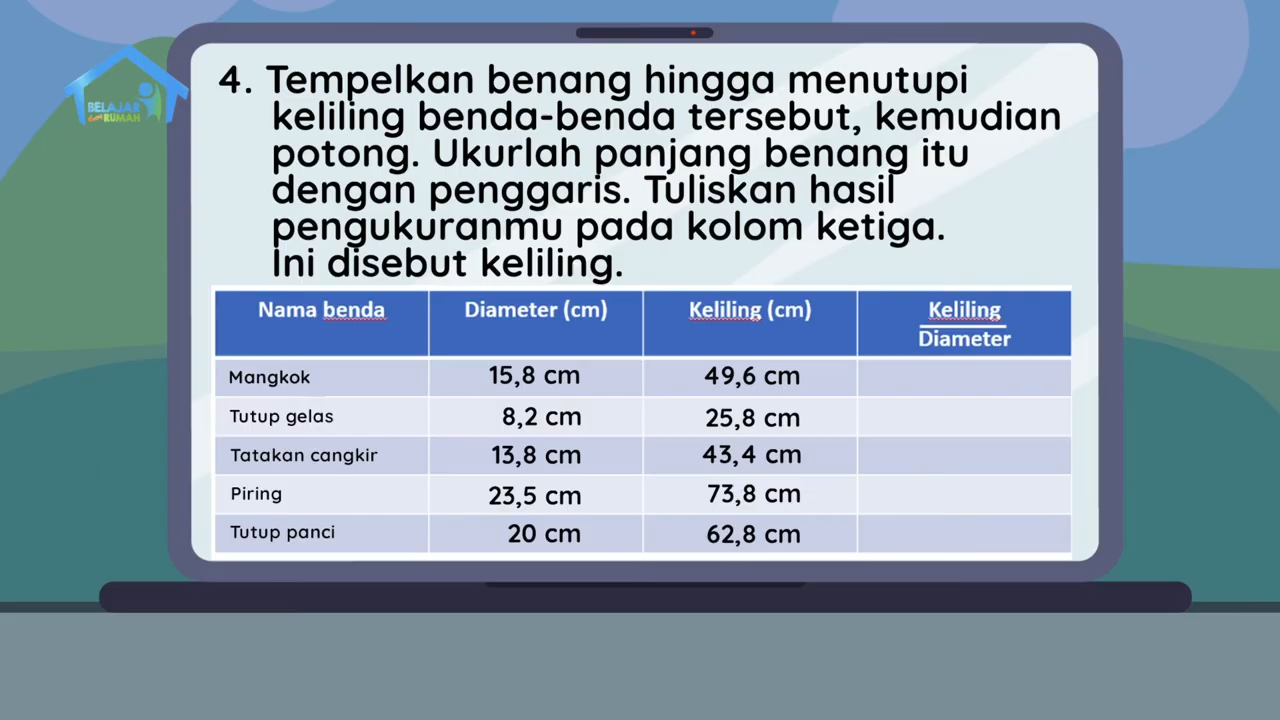 BELAJAR
dari RUMAH
4. Tempelkan benang hingga menutupi
keliling benda-benda tersebut, kemudian
potong. Ukurlah panjang benang itu
dengan penggaris. Tuliskan hasil
pengukuranmu pada kolom ketiga.
Ini disebut keliling.
Nama benda Diameter (cm) Keliling (cm) Keliling
Diameter
Mangkok 15,8 cm 49,6 cm
Tutup gelas 8,2 cm 25,8 cm
Tatakan cangkir 13,8 cm 43,4 cm
Piring 23,5 cm 73,8 cm
Tutup panci 20 cm 62,8 cm